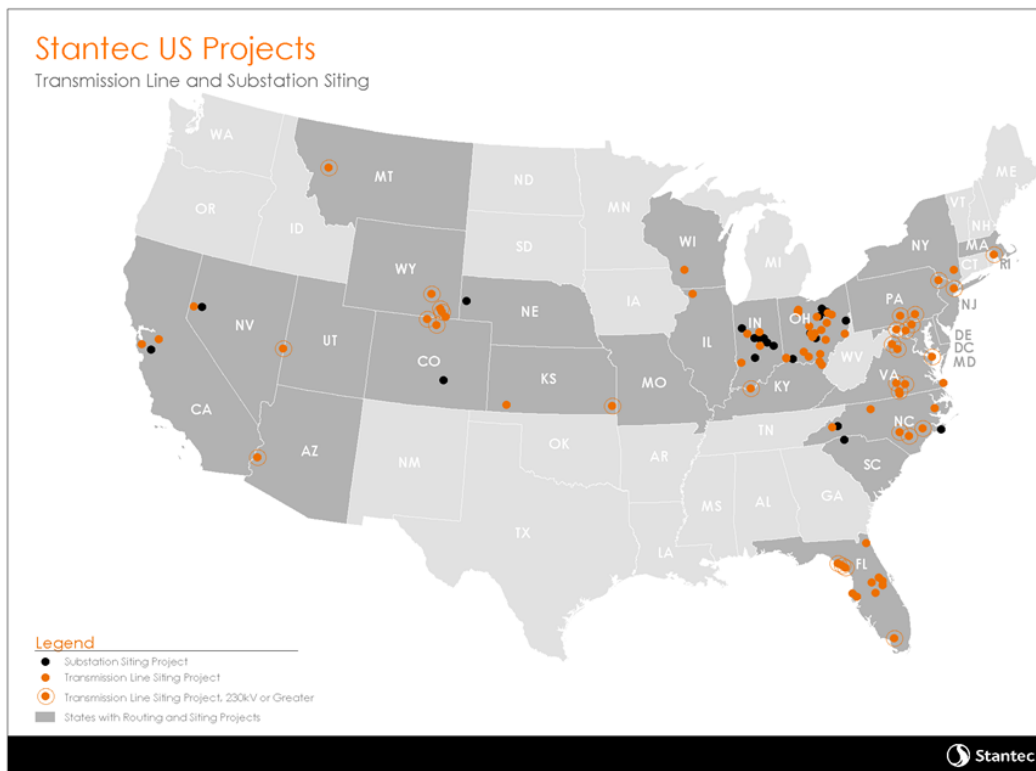 Stantec US Projects
Transmission Line and Substation Siting
WA
MT
ND
MN
ME
VT
NH
OR
ID
SD
WI
MI
NY
MA
CT
RI
WY
IA
PA
NJ
NE
NV
UT
CO
IL
IN
OH
WV
DE
DC
MD
KS
MO
KY
VA
CA
AZ
NM
OK
AR
TN
NC
SC
MS
AL
GA
TX
LA
FL
Legend
Substation Siting Project
Transmission Line Siting Project
Transmission Line Siting Project, 230kV or Greater
States with Routing and Siting Projects
Stantec